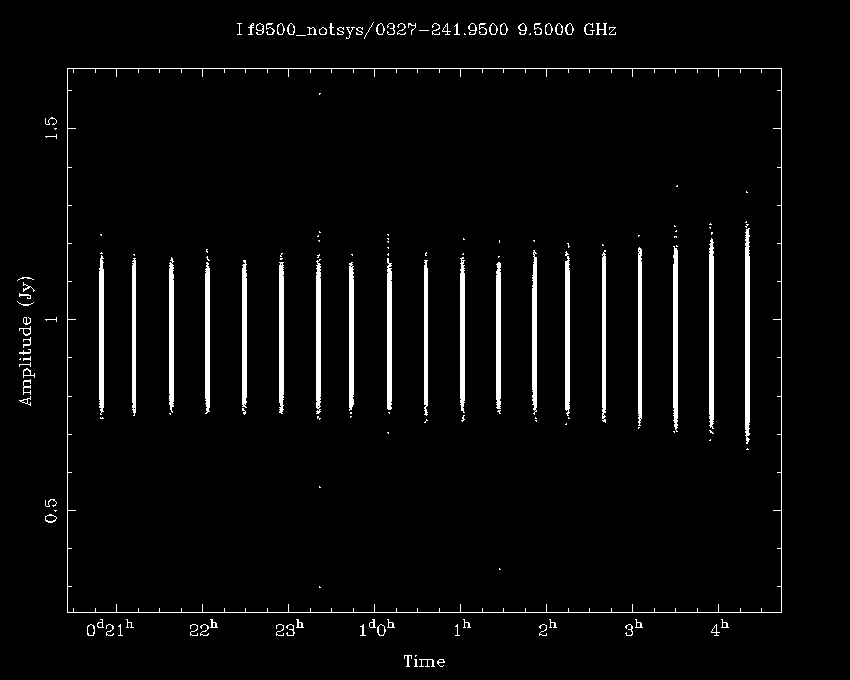 I f9500_notsys/0327-241.9500 9.5000 GHz
Amplitude (Jy)
1.5
1
0.5
0d21h 22h 23h 1d0h 1h 2h 3h 4h
Time